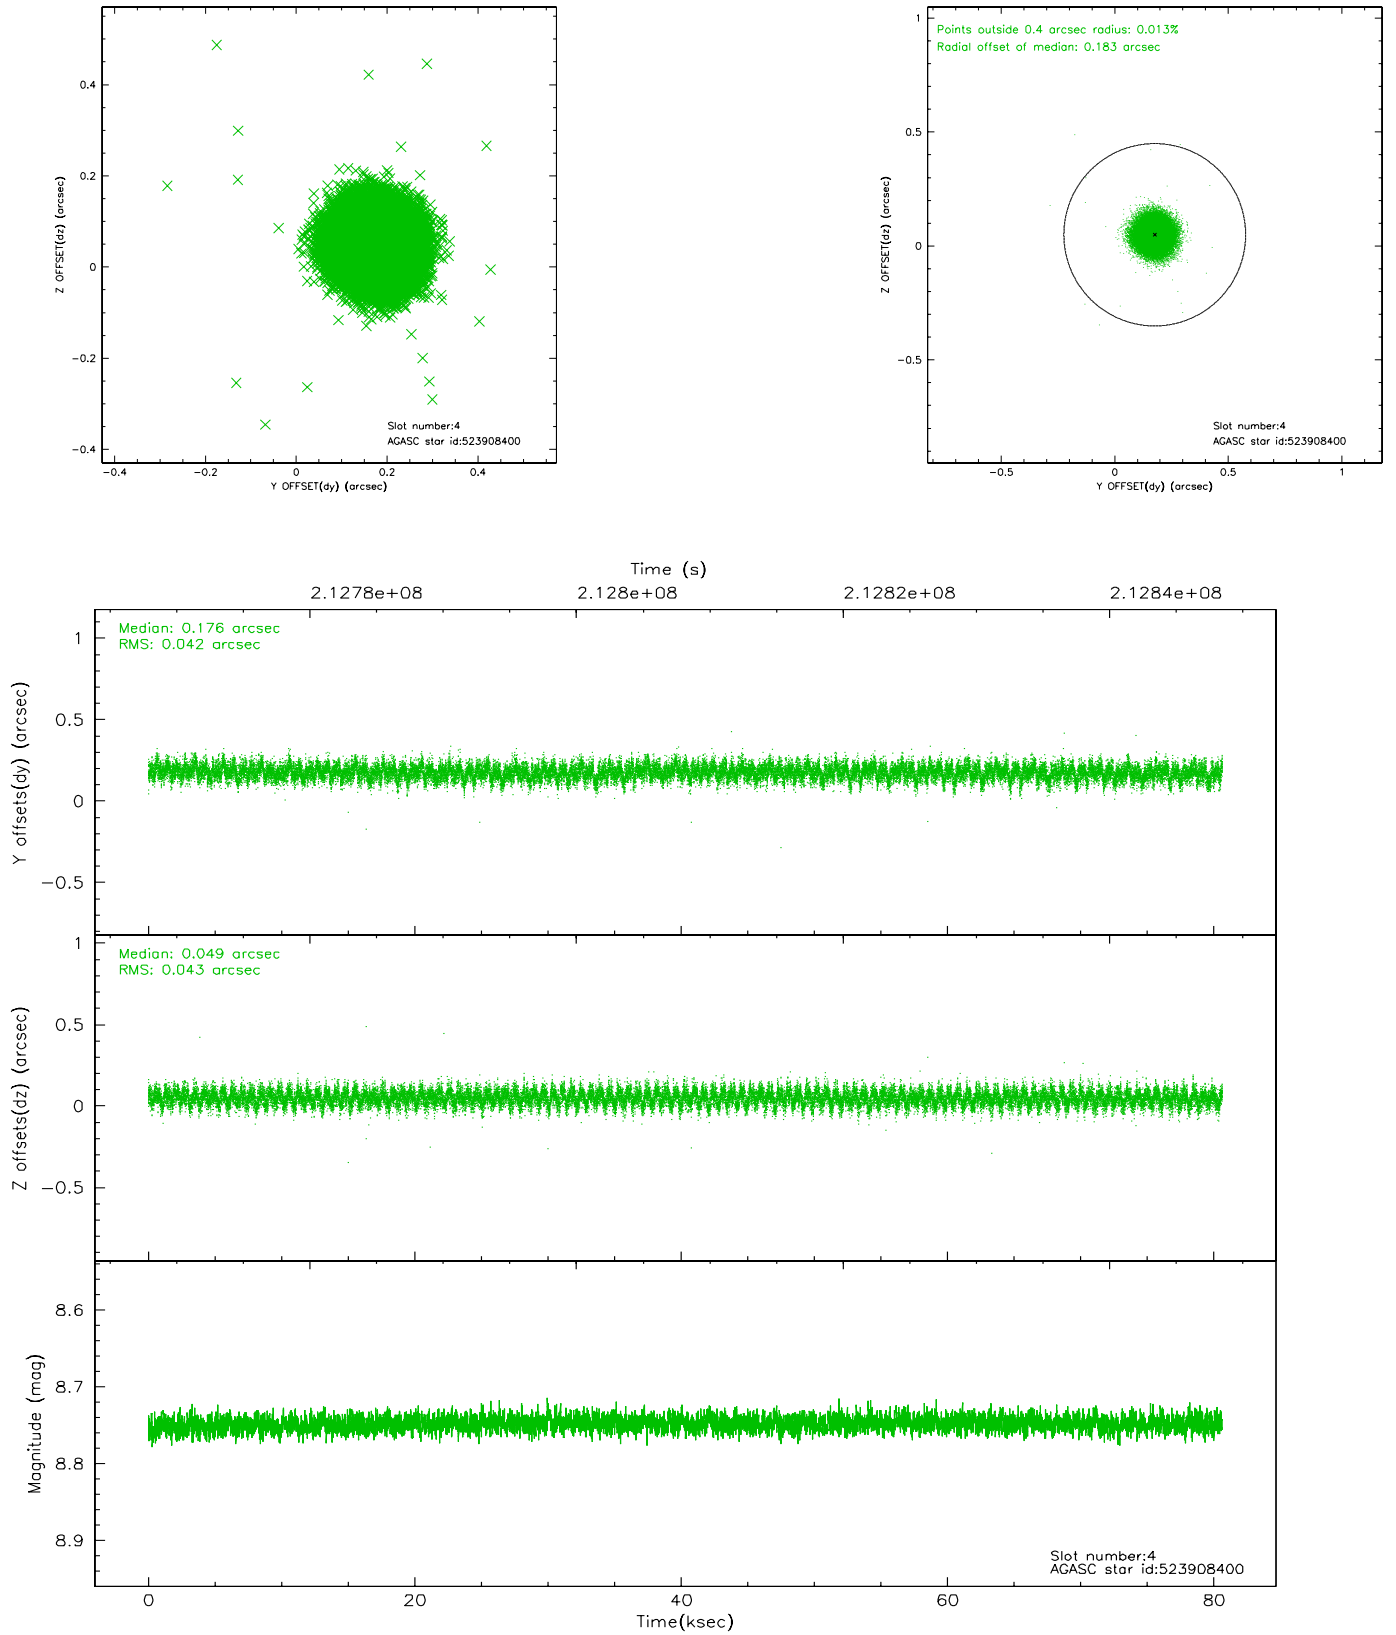 0.4
0.2
0
−0.2
−0.4
Z OFFSET(dz) (arcsec)
Slot number:4
AGASC star id:523908400
−0.4 −0.2 0 0.2 0.4
Y OFFSET(dy) (arcsec)
Points outside 0.4 arcsec radius: 0.013%
Radial offset of median: 0.183 arcsec
1
0.5
0
−0.5
Z OFFSET(dz) (arcsec)
Slot number:4
AGASC star id:523908400
−0.5 0 0.5 1
Y OFFSET(dy) (arcsec)
Time (s)
2.1278e+08 2.128e+08 2.1282e+08 2.1284e+08
Median: 0.176 arcsec
RMS: 0.042 arcsec
1
0.5
0
−0.5
Y offsets(dy) (arcsec)
Median: 0.049 arcsec
RMS: 0.043 arcsec
1
0.5
0
−0.5
Z offsets(dz) (arcsec)
8.6
8.7
8.8
8.9
Magnitude (mag)
Slot number:4
AGASC star id:523908400
0 20 40 60 80
Time(ksec)